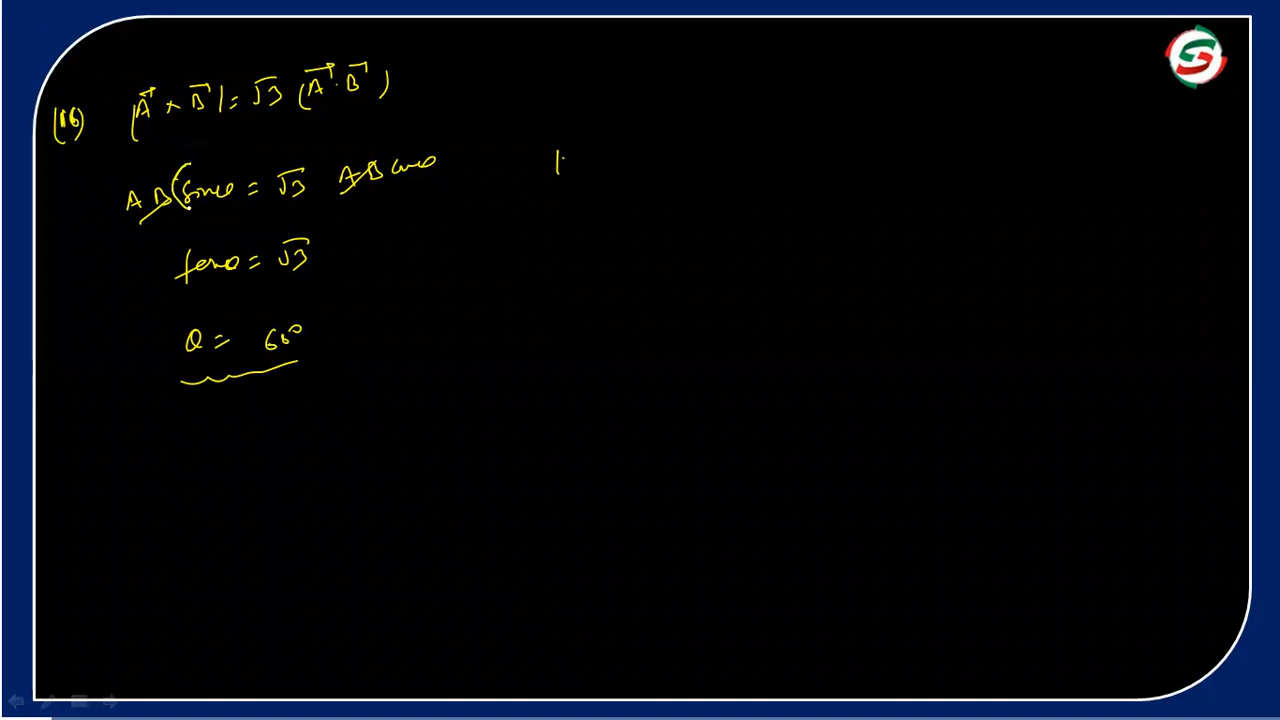 (16) |A⃗ × B⃗| = √3 (A⃗ · B⃗)
AB sinθ = √3 AB cosθ
tanθ = √3
θ = 60°